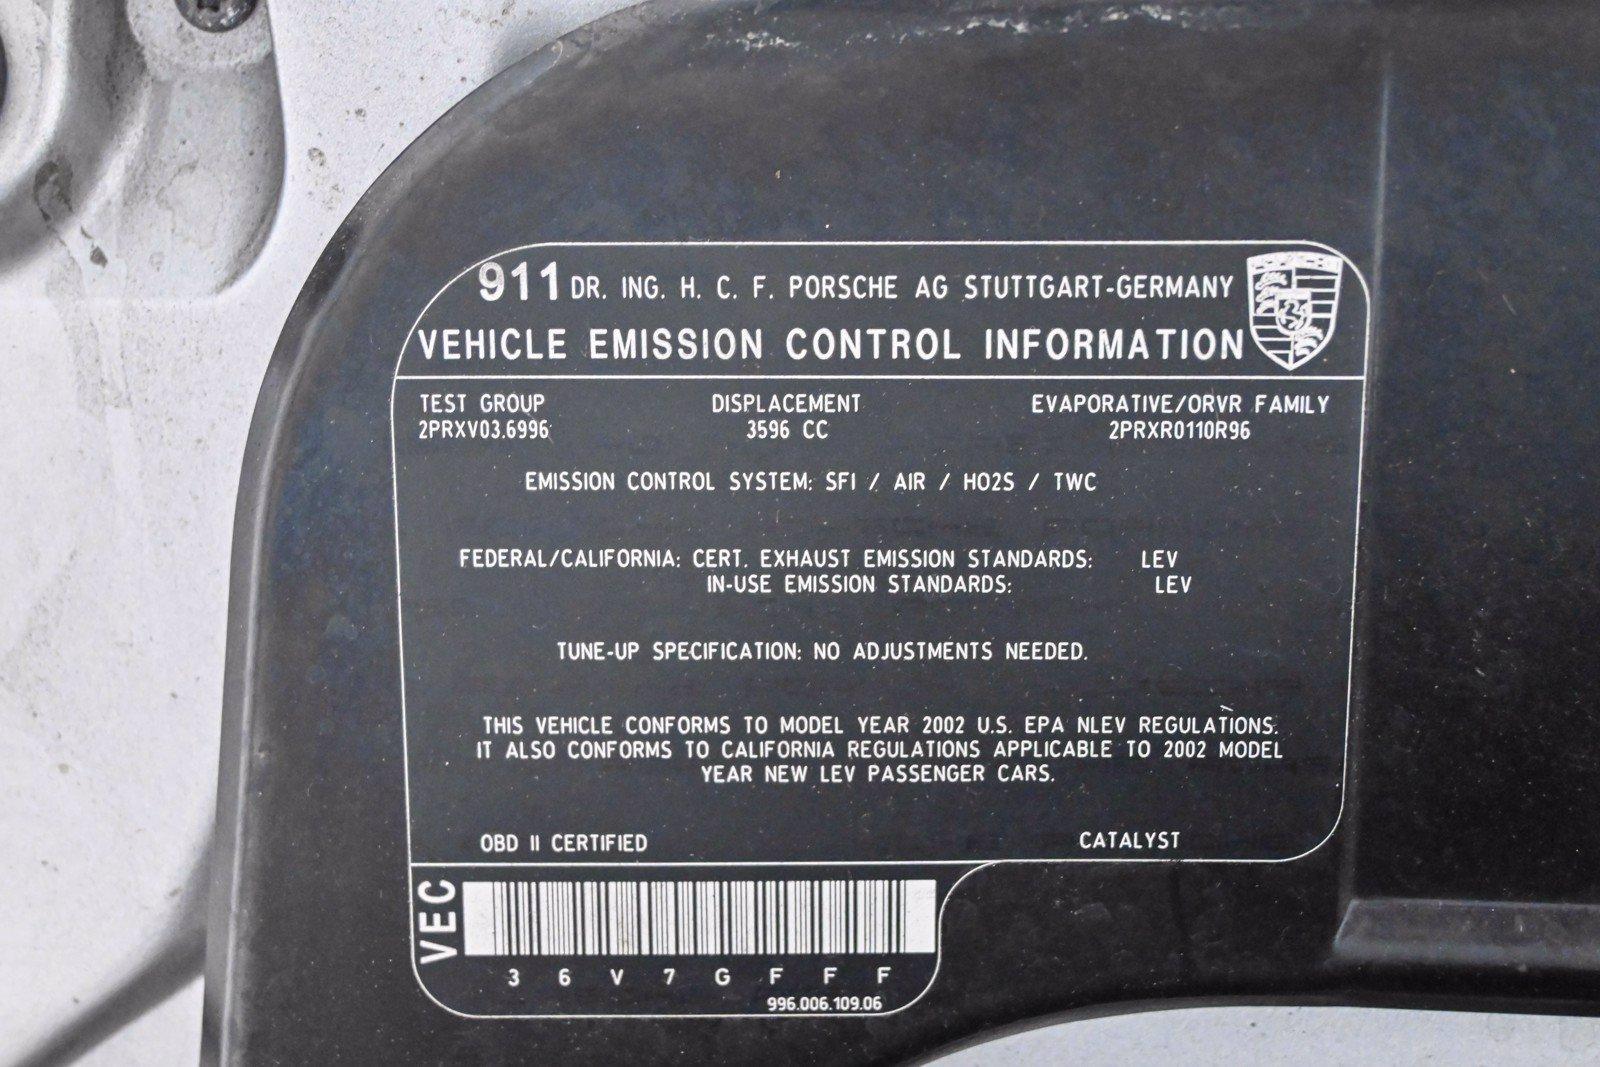 911 DR. ING. H. C. F. PORSCHE AG STUTTGART-GERMANY
VEHICLE EMISSION CONTROL INFORMATION
TEST GROUP DISPLACEMENT EVAPORATIVE/ORVR FAMILY
2PRXV03.6996 3596 CC 2PRXR0110R96
EMISSION CONTROL SYSTEM: SFI / AIR / HO2S / TWC
FEDERAL/CALIFORNIA: CERT. EXHAUST EMISSION STANDARDS: LEV
IN-USE EMISSION STANDARDS: LEV
TUNE-UP SPECIFICATION: NO ADJUSTMENTS NEEDED.
THIS VEHICLE CONFORMS TO MODEL YEAR 2002 U.S. EPA NLEV REGULATIONS.
IT ALSO CONFORMS TO CALIFORNIA REGULATIONS APPLICABLE TO 2002 MODEL
YEAR NEW LEV PASSENGER CARS.
OBD II CERTIFIED CATALYST
VEC
3 6 V 7 G F F F
996.006.109.06